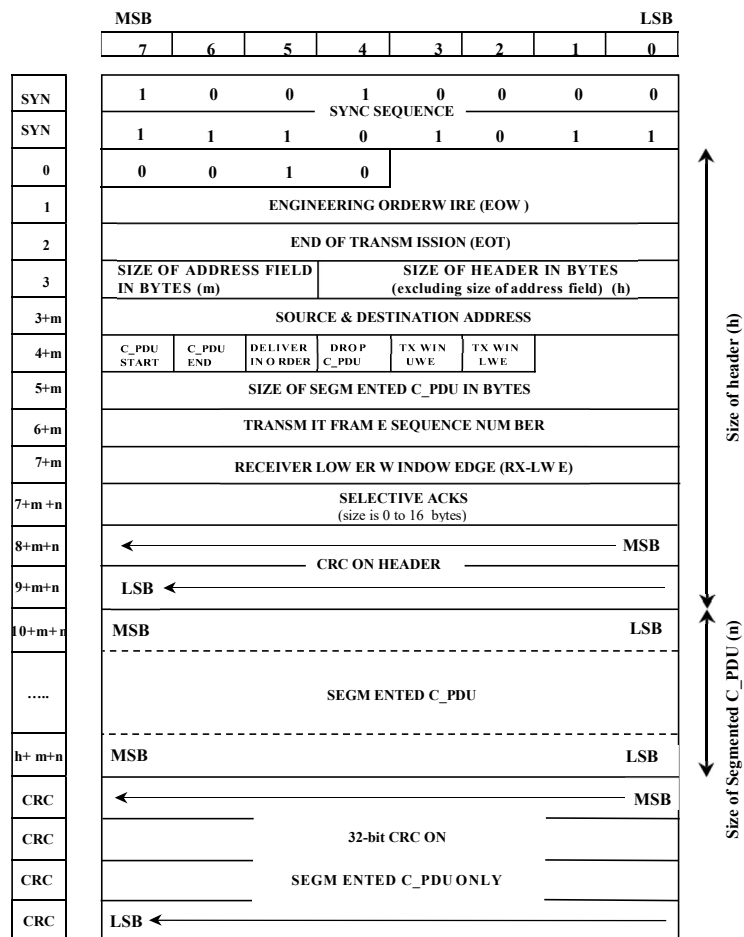 MSB LSB
7 6 5 4 3 2 1 0
SYN 1 0 0 1 0 0 0 0
SYNC SEQUENCE
SYN 1 1 1 0 1 0 1 1
0 0 0 1 0
1 ENGINEERING ORDERW IRE (EOW )
2 END OF TRANSM ISSION (EOT)
3 SIZE OF ADDRESS FIELD IN BYTES (m) SIZE OF HEADER IN BYTES (excluding size of address field) (h)
3+m SOURCE & DESTINATION ADDRESS
4+m C_PDU START C_PDU END DELIVER IN O RDER DROP C_PDU TX WIN UWE TX WIN LWE
5+m SIZE OF SEGM ENTED C_PDU IN BYTES
6+m TRANSM IT FRAM E SEQUENCE NUM BER
7+m RECEIVER LOW ER W INDOW EDGE (RX-LW E)
7+m +n SELECTIVE ACKS
(size is 0 to 16 bytes)
8+m+n MSB
CRC ON HEADER
9+m+n LSB
Size of header (h)
10+m+n MSB LSB
..... SEGM ENTED C_PDU
h+ m+n MSB LSB
Size of Segmented C_PDU (n)
CRC MSB
CRC 32-bit CRC ON
CRC SEGM ENTED C_PDU ONLY
CRC LSB